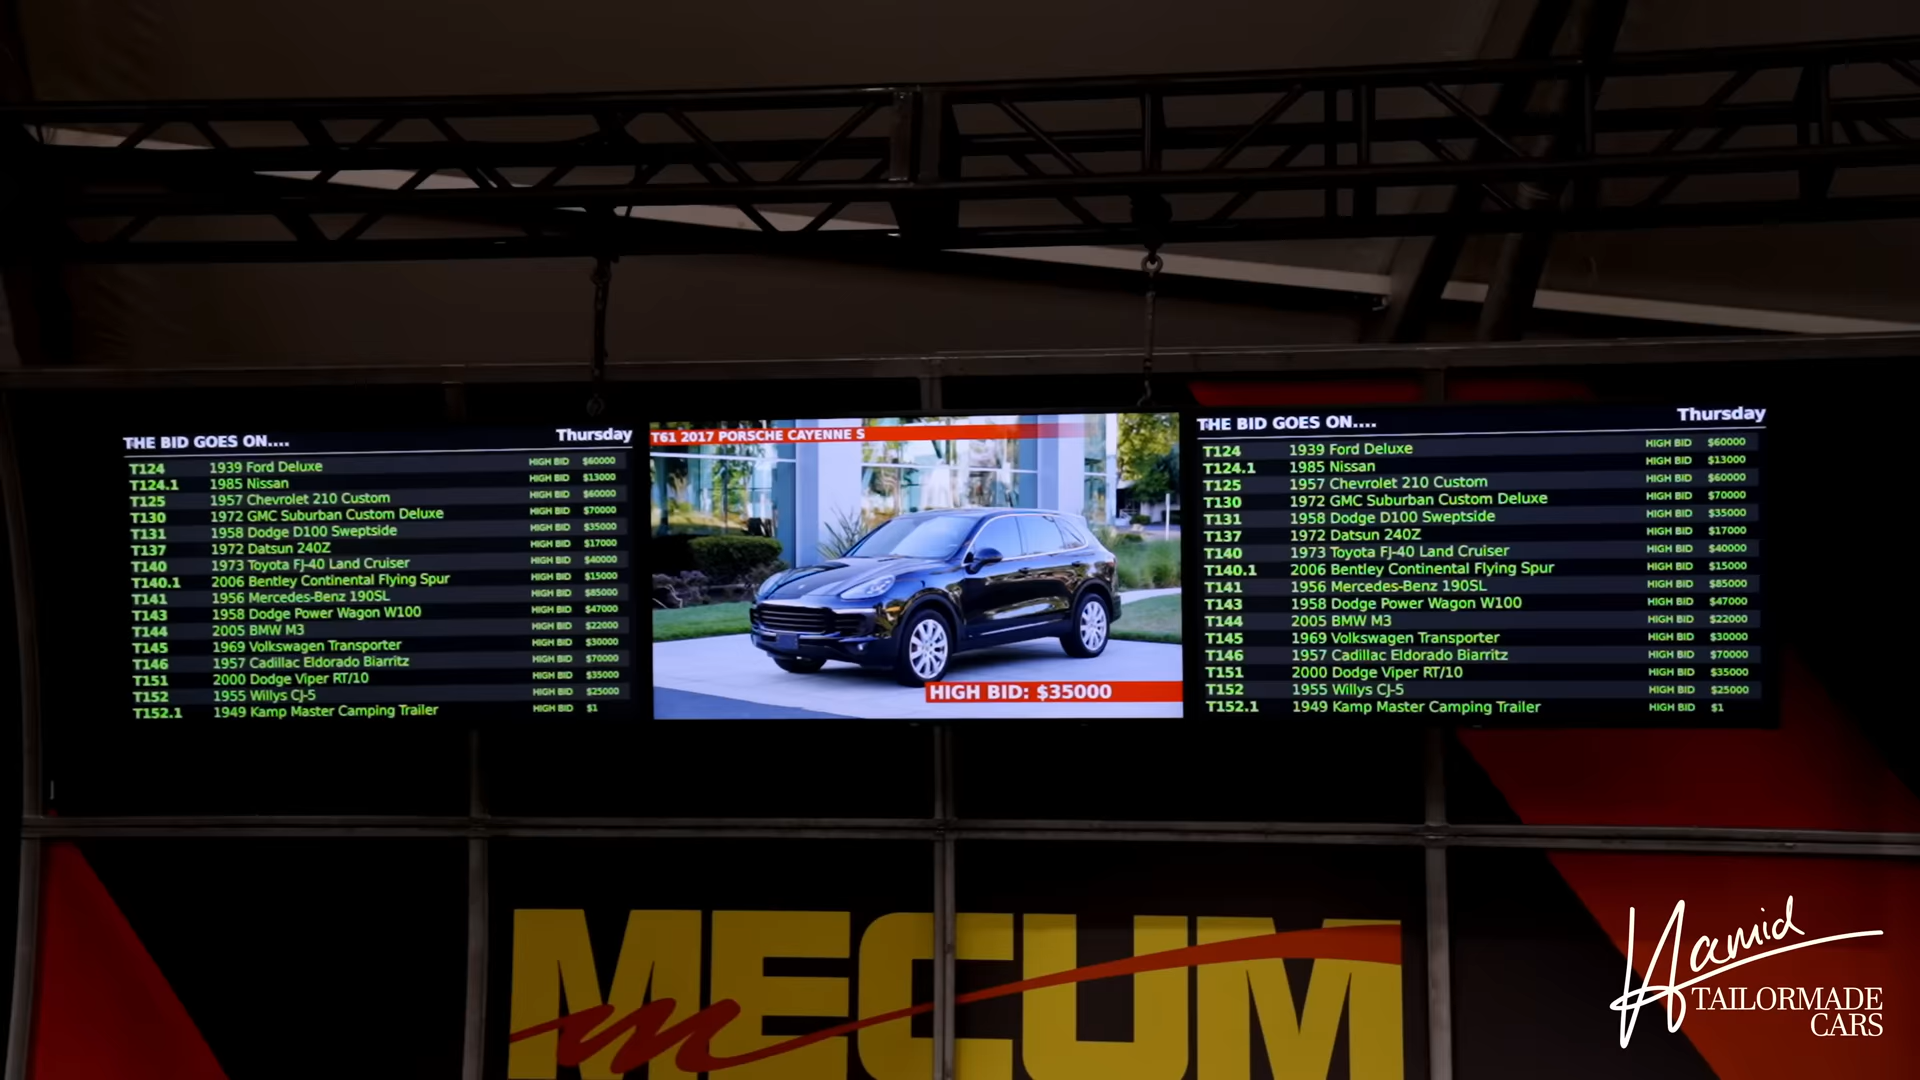 THE BID GOES ON.... Thursday
T124 1939 Ford Deluxe HIGH BID $60000
T124.1 1985 Nissan HIGH BID $13000
T125 1957 Chevrolet 210 Custom HIGH BID $60000
T130 1972 GMC Suburban Custom Deluxe HIGH BID $70000
T131 1958 Dodge D100 Sweptside HIGH BID $35000
T137 1972 Datsun 240Z HIGH BID $17000
T140 1973 Toyota FJ-40 Land Cruiser HIGH BID $40000
T140.1 2006 Bentley Continental Flying Spur HIGH BID $15000
T141 1956 Mercedes-Benz 190SL HIGH BID $85000
T143 1958 Dodge Power Wagon W100 HIGH BID $47000
T144 2005 BMW M3 HIGH BID $22000
T145 1969 Volkswagen Transporter HIGH BID $30000
T146 1957 Cadillac Eldorado Biarritz HIGH BID $70000
T151 2000 Dodge Viper RT/10 HIGH BID $35000
T152 1955 Willys CJ-5 HIGH BID $25000
T152.1 1949 Kamp Master Camping Trailer HIGH BID $1
T61 2017 PORSCHE CAYENNE S
HIGH BID: $35000
THE BID GOES ON.... Thursday
T124 1939 Ford Deluxe HIGH BID $60000
T124.1 1985 Nissan HIGH BID $13000
T125 1957 Chevrolet 210 Custom HIGH BID $60000
T130 1972 GMC Suburban Custom Deluxe HIGH BID $70000
T131 1958 Dodge D100 Sweptside HIGH BID $35000
T137 1972 Datsun 240Z HIGH BID $17000
T140 1973 Toyota FJ-40 Land Cruiser HIGH BID $40000
T140.1 2006 Bentley Continental Flying Spur HIGH BID $15000
T141 1956 Mercedes-Benz 190SL HIGH BID $85000
T143 1958 Dodge Power Wagon W100 HIGH BID $47000
T144 2005 BMW M3 HIGH BID $22000
T145 1969 Volkswagen Transporter HIGH BID $30000
T146 1957 Cadillac Eldorado Biarritz HIGH BID $70000
T151 2000 Dodge Viper RT/10 HIGH BID $35000
T152 1955 Willys CJ-5 HIGH BID $25000
T152.1 1949 Kamp Master Camping Trailer HIGH BID $1
MECUM
Hamid
TAILORMADE
CARS